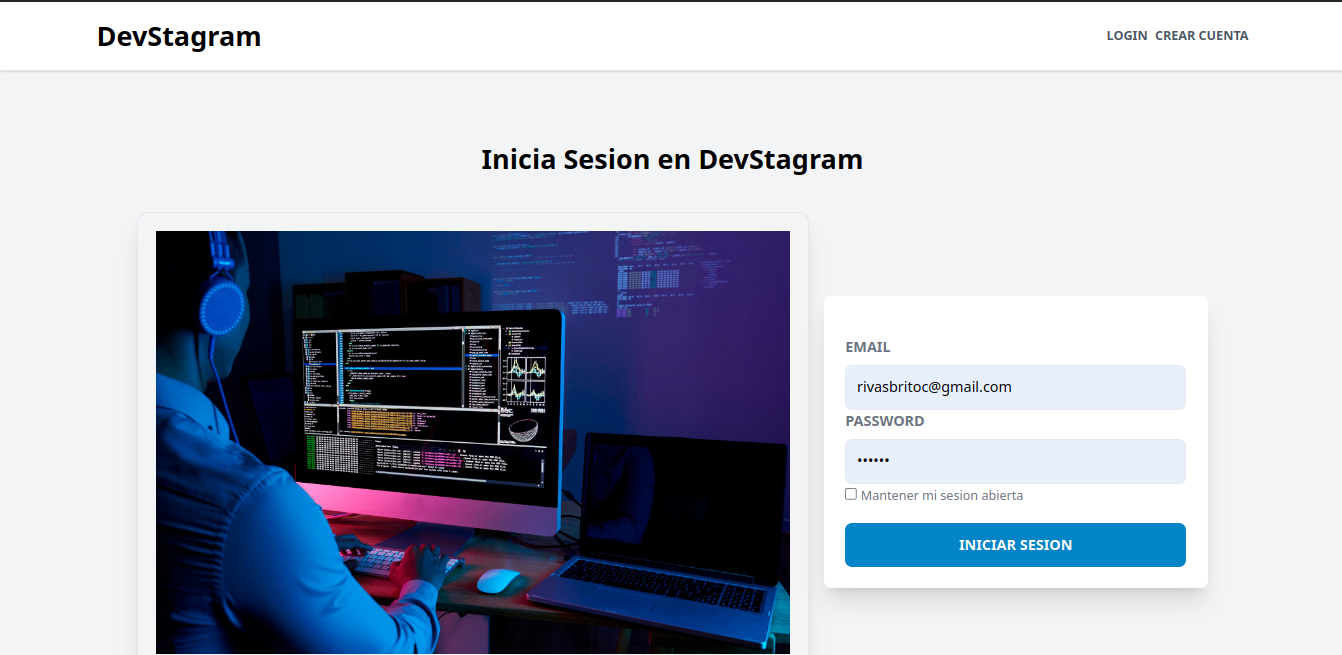 DevStagram
LOGIN CREAR CUENTA
Inicia Sesion en DevStagram
EMAIL
rivasbritoc@gmail.com
PASSWORD
••••••
Mantener mi sesion abierta
INICIAR SESION